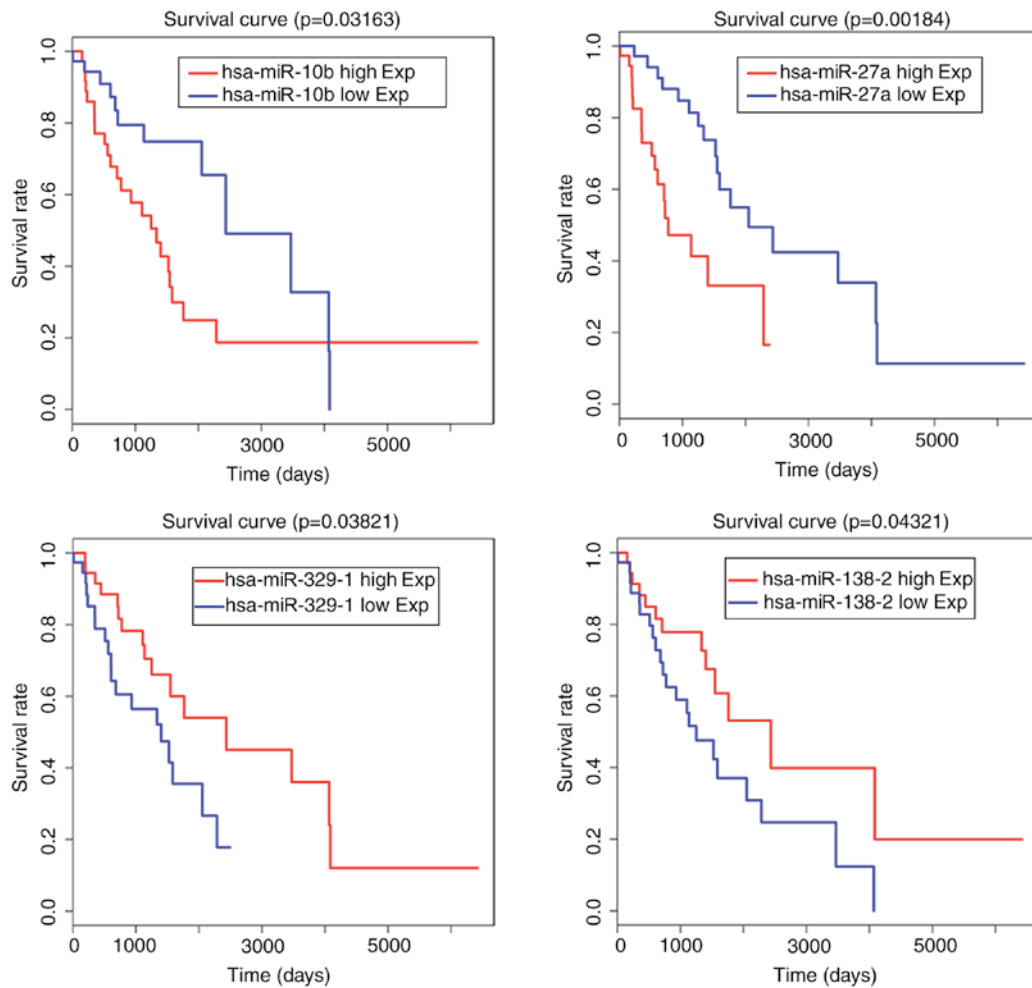 Survival curve (p=0.03163)
hsa-miR-10b high Exp
hsa-miR-10b low Exp
Survival rate
0.0
0.2
0.4
0.6
0.8
1.0
0
1000
3000
5000
Time (days)
Survival curve (p=0.00184)
hsa-miR-27a high Exp
hsa-miR-27a low Exp
Survival rate
0.0
0.2
0.4
0.6
0.8
1.0
0
1000
3000
5000
Time (days)
Survival curve (p=0.03821)
hsa-miR-329-1 high Exp
hsa-miR-329-1 low Exp
Survival rate
0.0
0.2
0.4
0.6
0.8
1.0
0
1000
3000
5000
Time (days)
Survival curve (p=0.04321)
hsa-miR-138-2 high Exp
hsa-miR-138-2 low Exp
Survival rate
0.0
0.2
0.4
0.6
0.8
1.0
0
1000
3000
5000
Time (days)